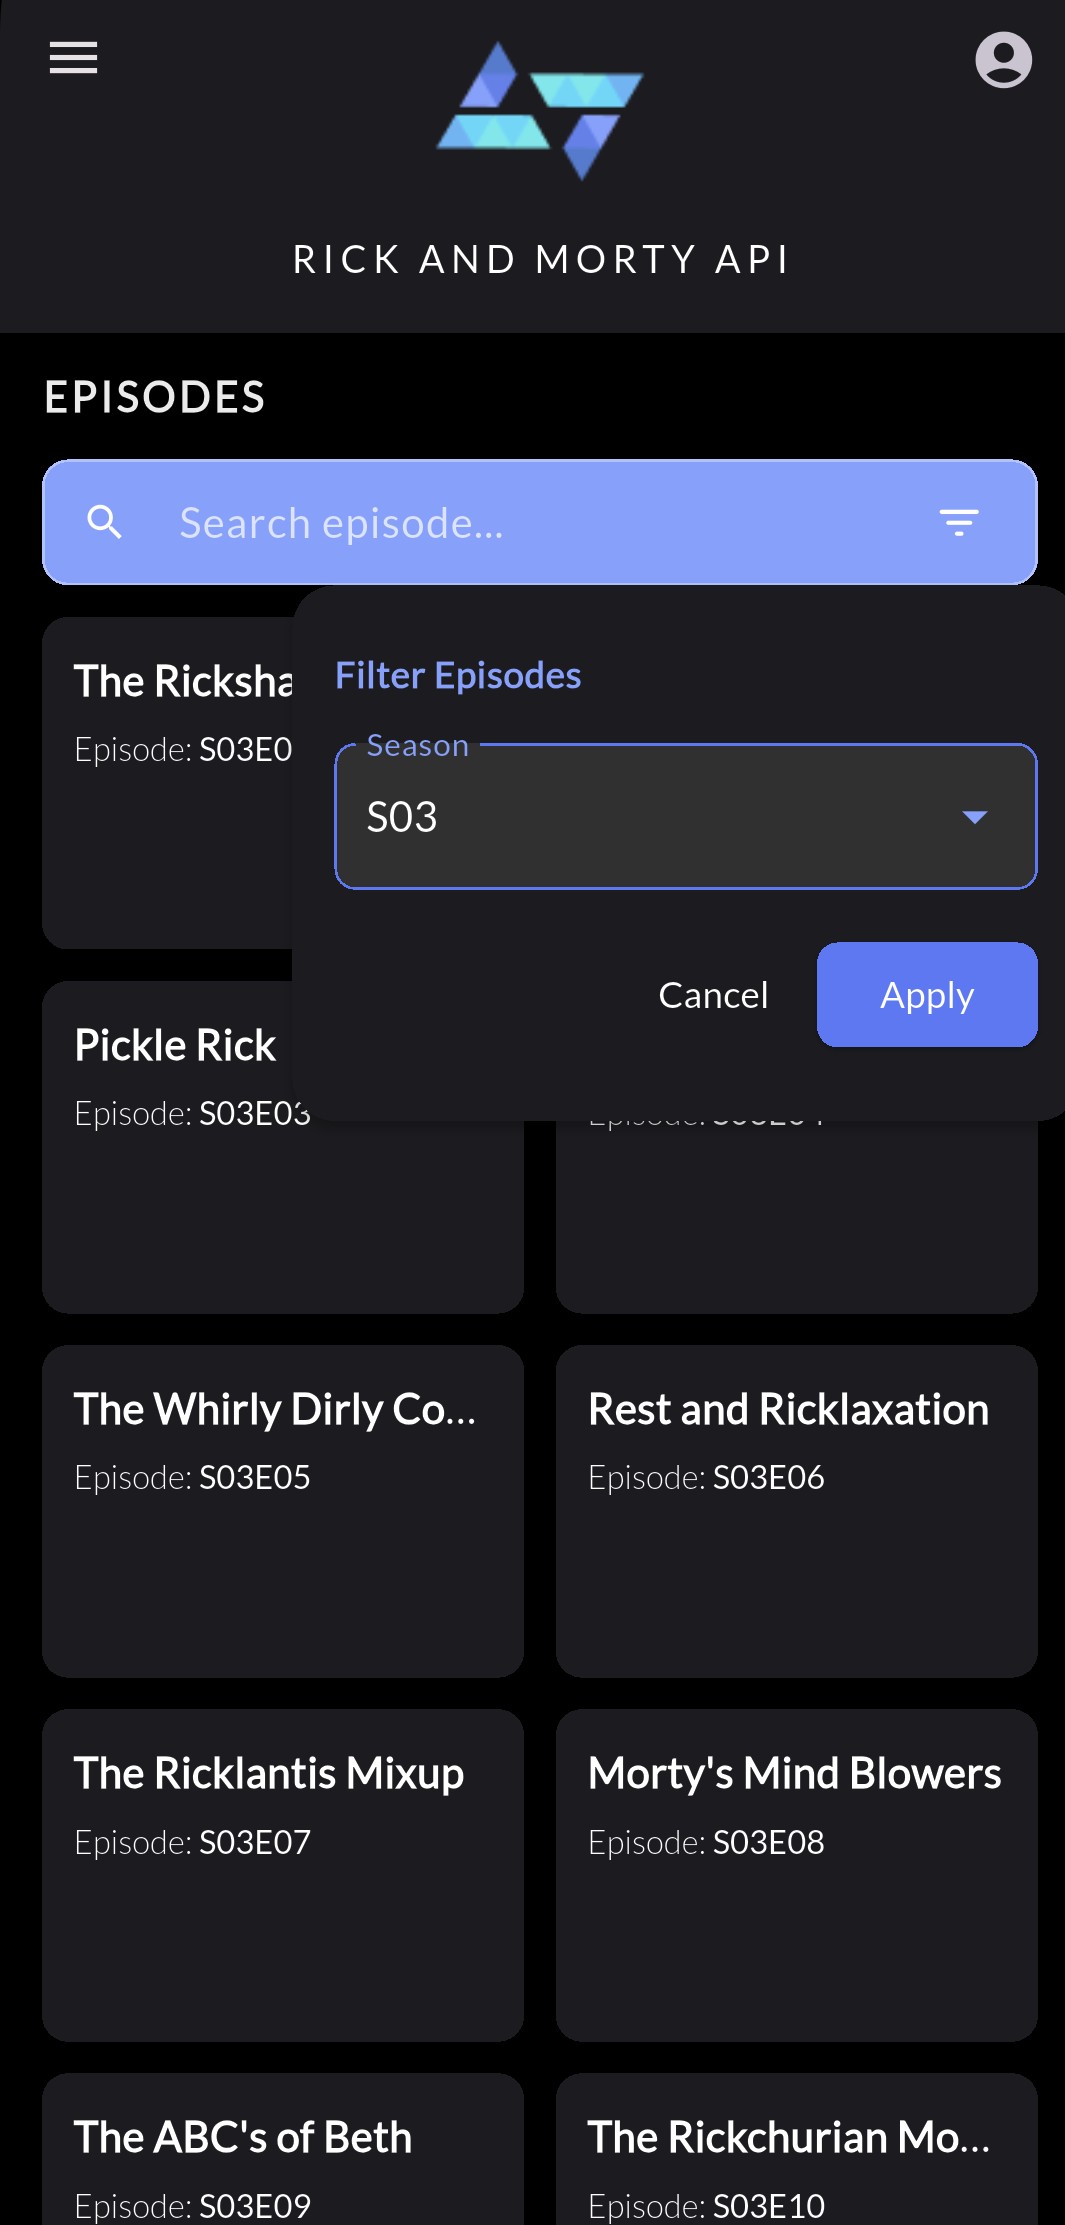 RICK AND MORTY API
EPISODES
Search episode...
Filter Episodes
Season
S03
Cancel
Apply
The Ricksha
Episode: S03E0
Pickle Rick
Episode: S03E03
Episode:
The Whirly Dirly Co...
Episode: S03E05
Rest and Ricklaxation
Episode: S03E06
The Ricklantis Mixup
Episode: S03E07
Morty's Mind Blowers
Episode: S03E08
The ABC's of Beth
Episode: S03E09
The Rickchurian Mo...
Episode: S03E10